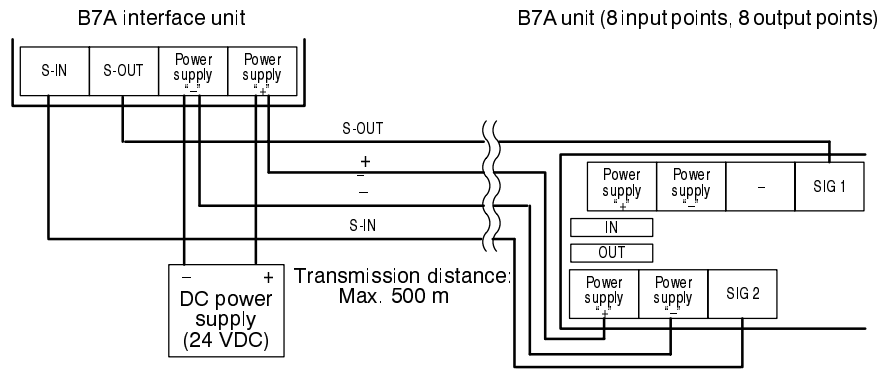 B7A interface unit
B7A unit (8 input points, 8 output points)
S-IN
S-OUT
Power
supply
"–"
Power
supply
"+"
S-OUT
+
–
–
S-IN
Power
supply
"+"
Power
supply
"–"
–
SIG 1
IN
OUT
–
+
DC power
supply
(24 VDC)
Transmission distance:
Max. 500 m
Power
supply
"+"
Power
supply
"–"
SIG 2